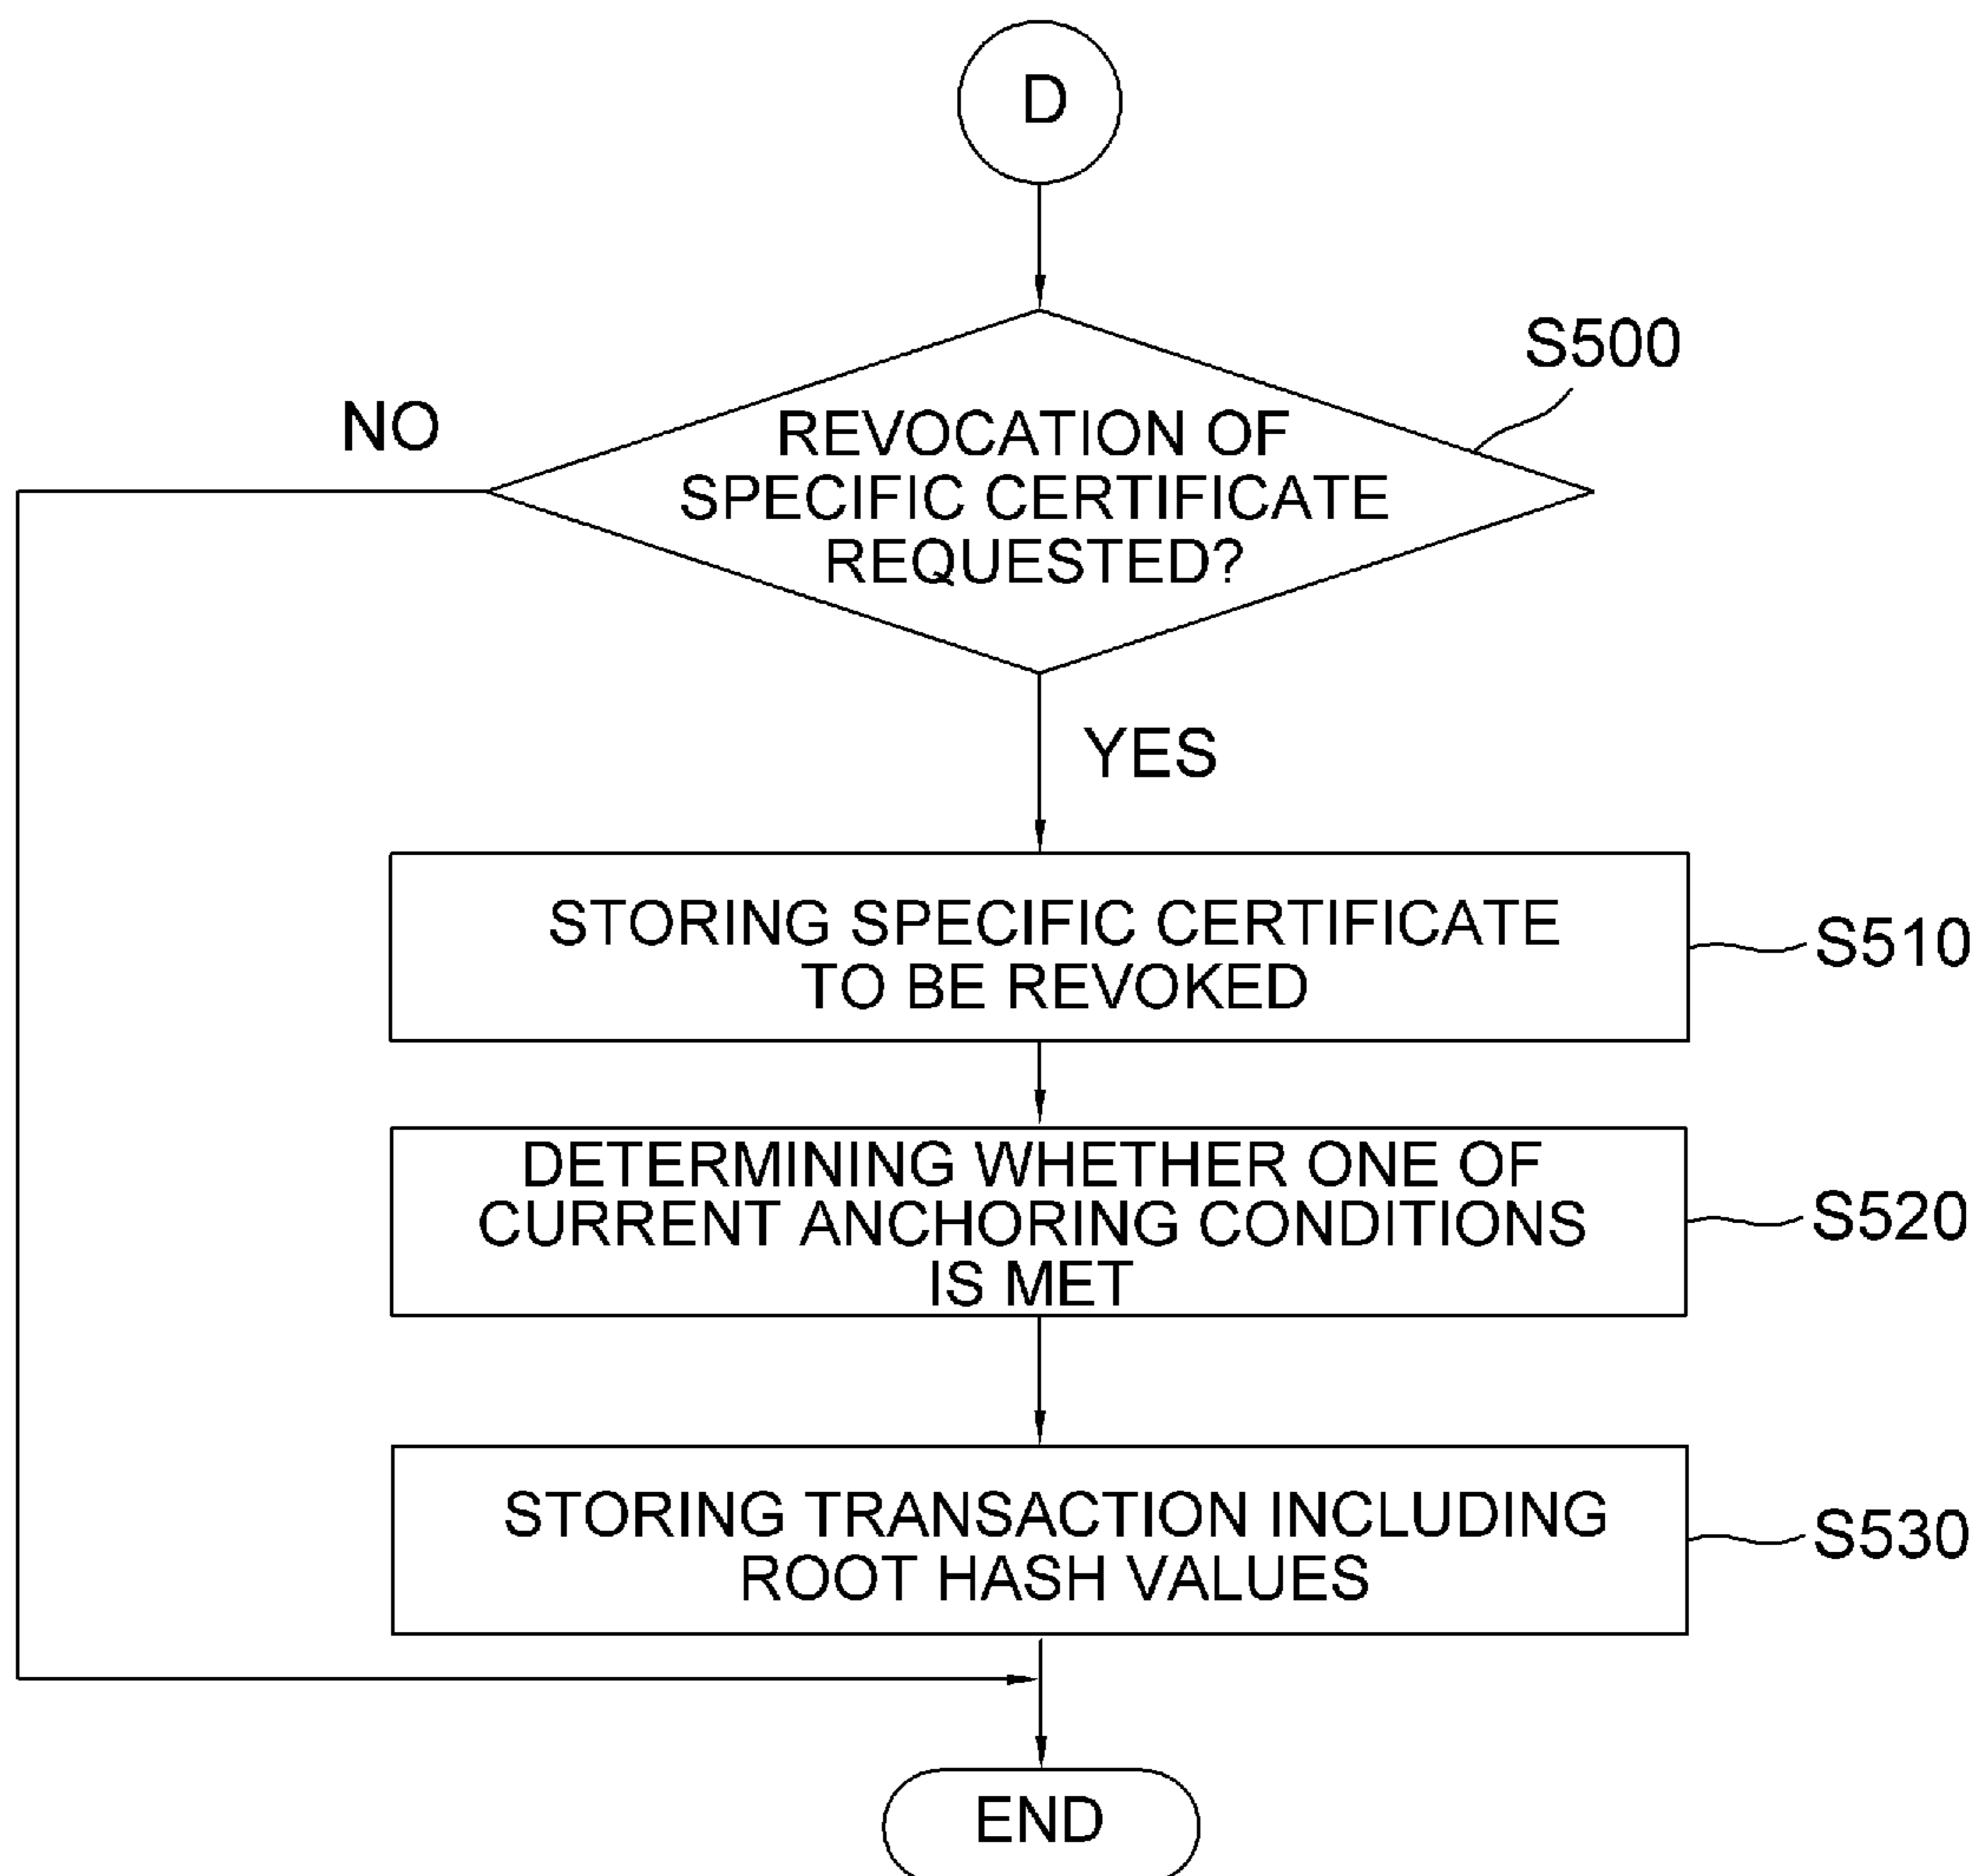 D
S500
NO
REVOCATION OF
SPECIFIC CERTIFICATE
REQUESTED?
YES
STORING SPECIFIC CERTIFICATE
TO BE REVOKED
S510
DETERMINING WHETHER ONE OF
CURRENT ANCHORING CONDITIONS
IS MET
S520
STORING TRANSACTION INCLUDING
ROOT HASH VALUES
S530
END